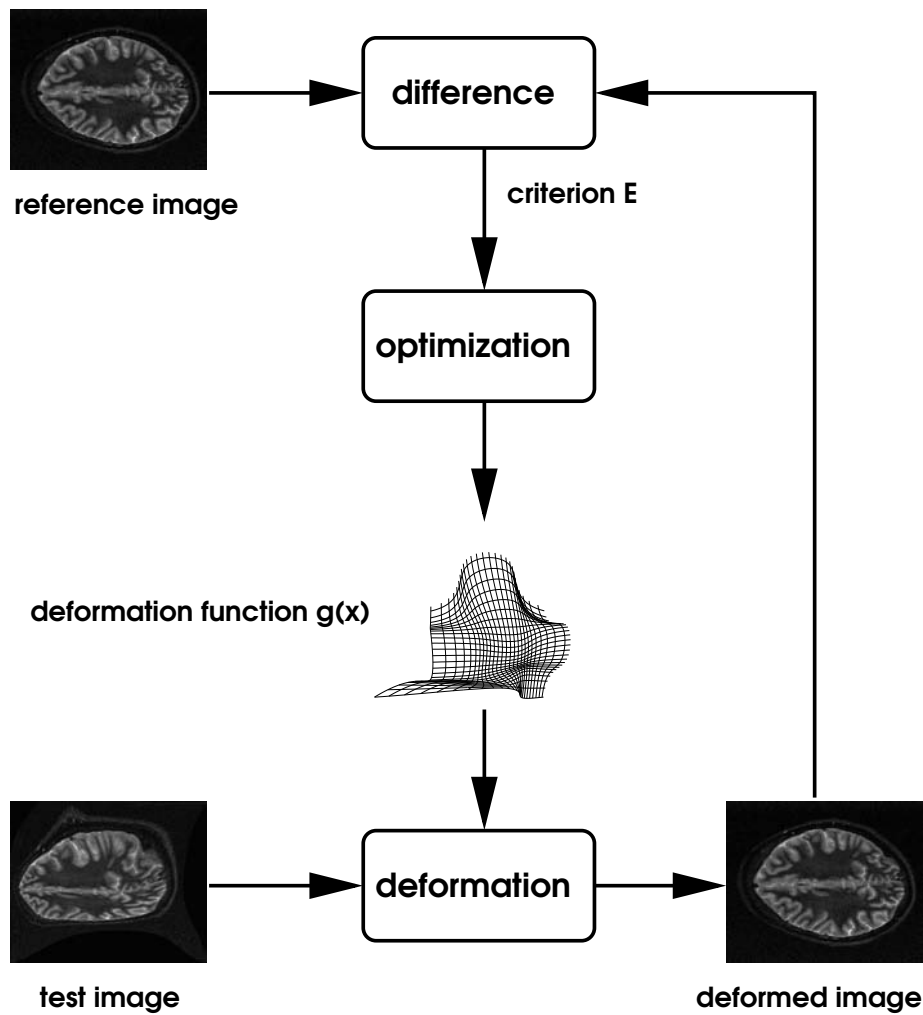 difference
reference image
criterion E
optimization
deformation function g(x)
deformation
test image
deformed image